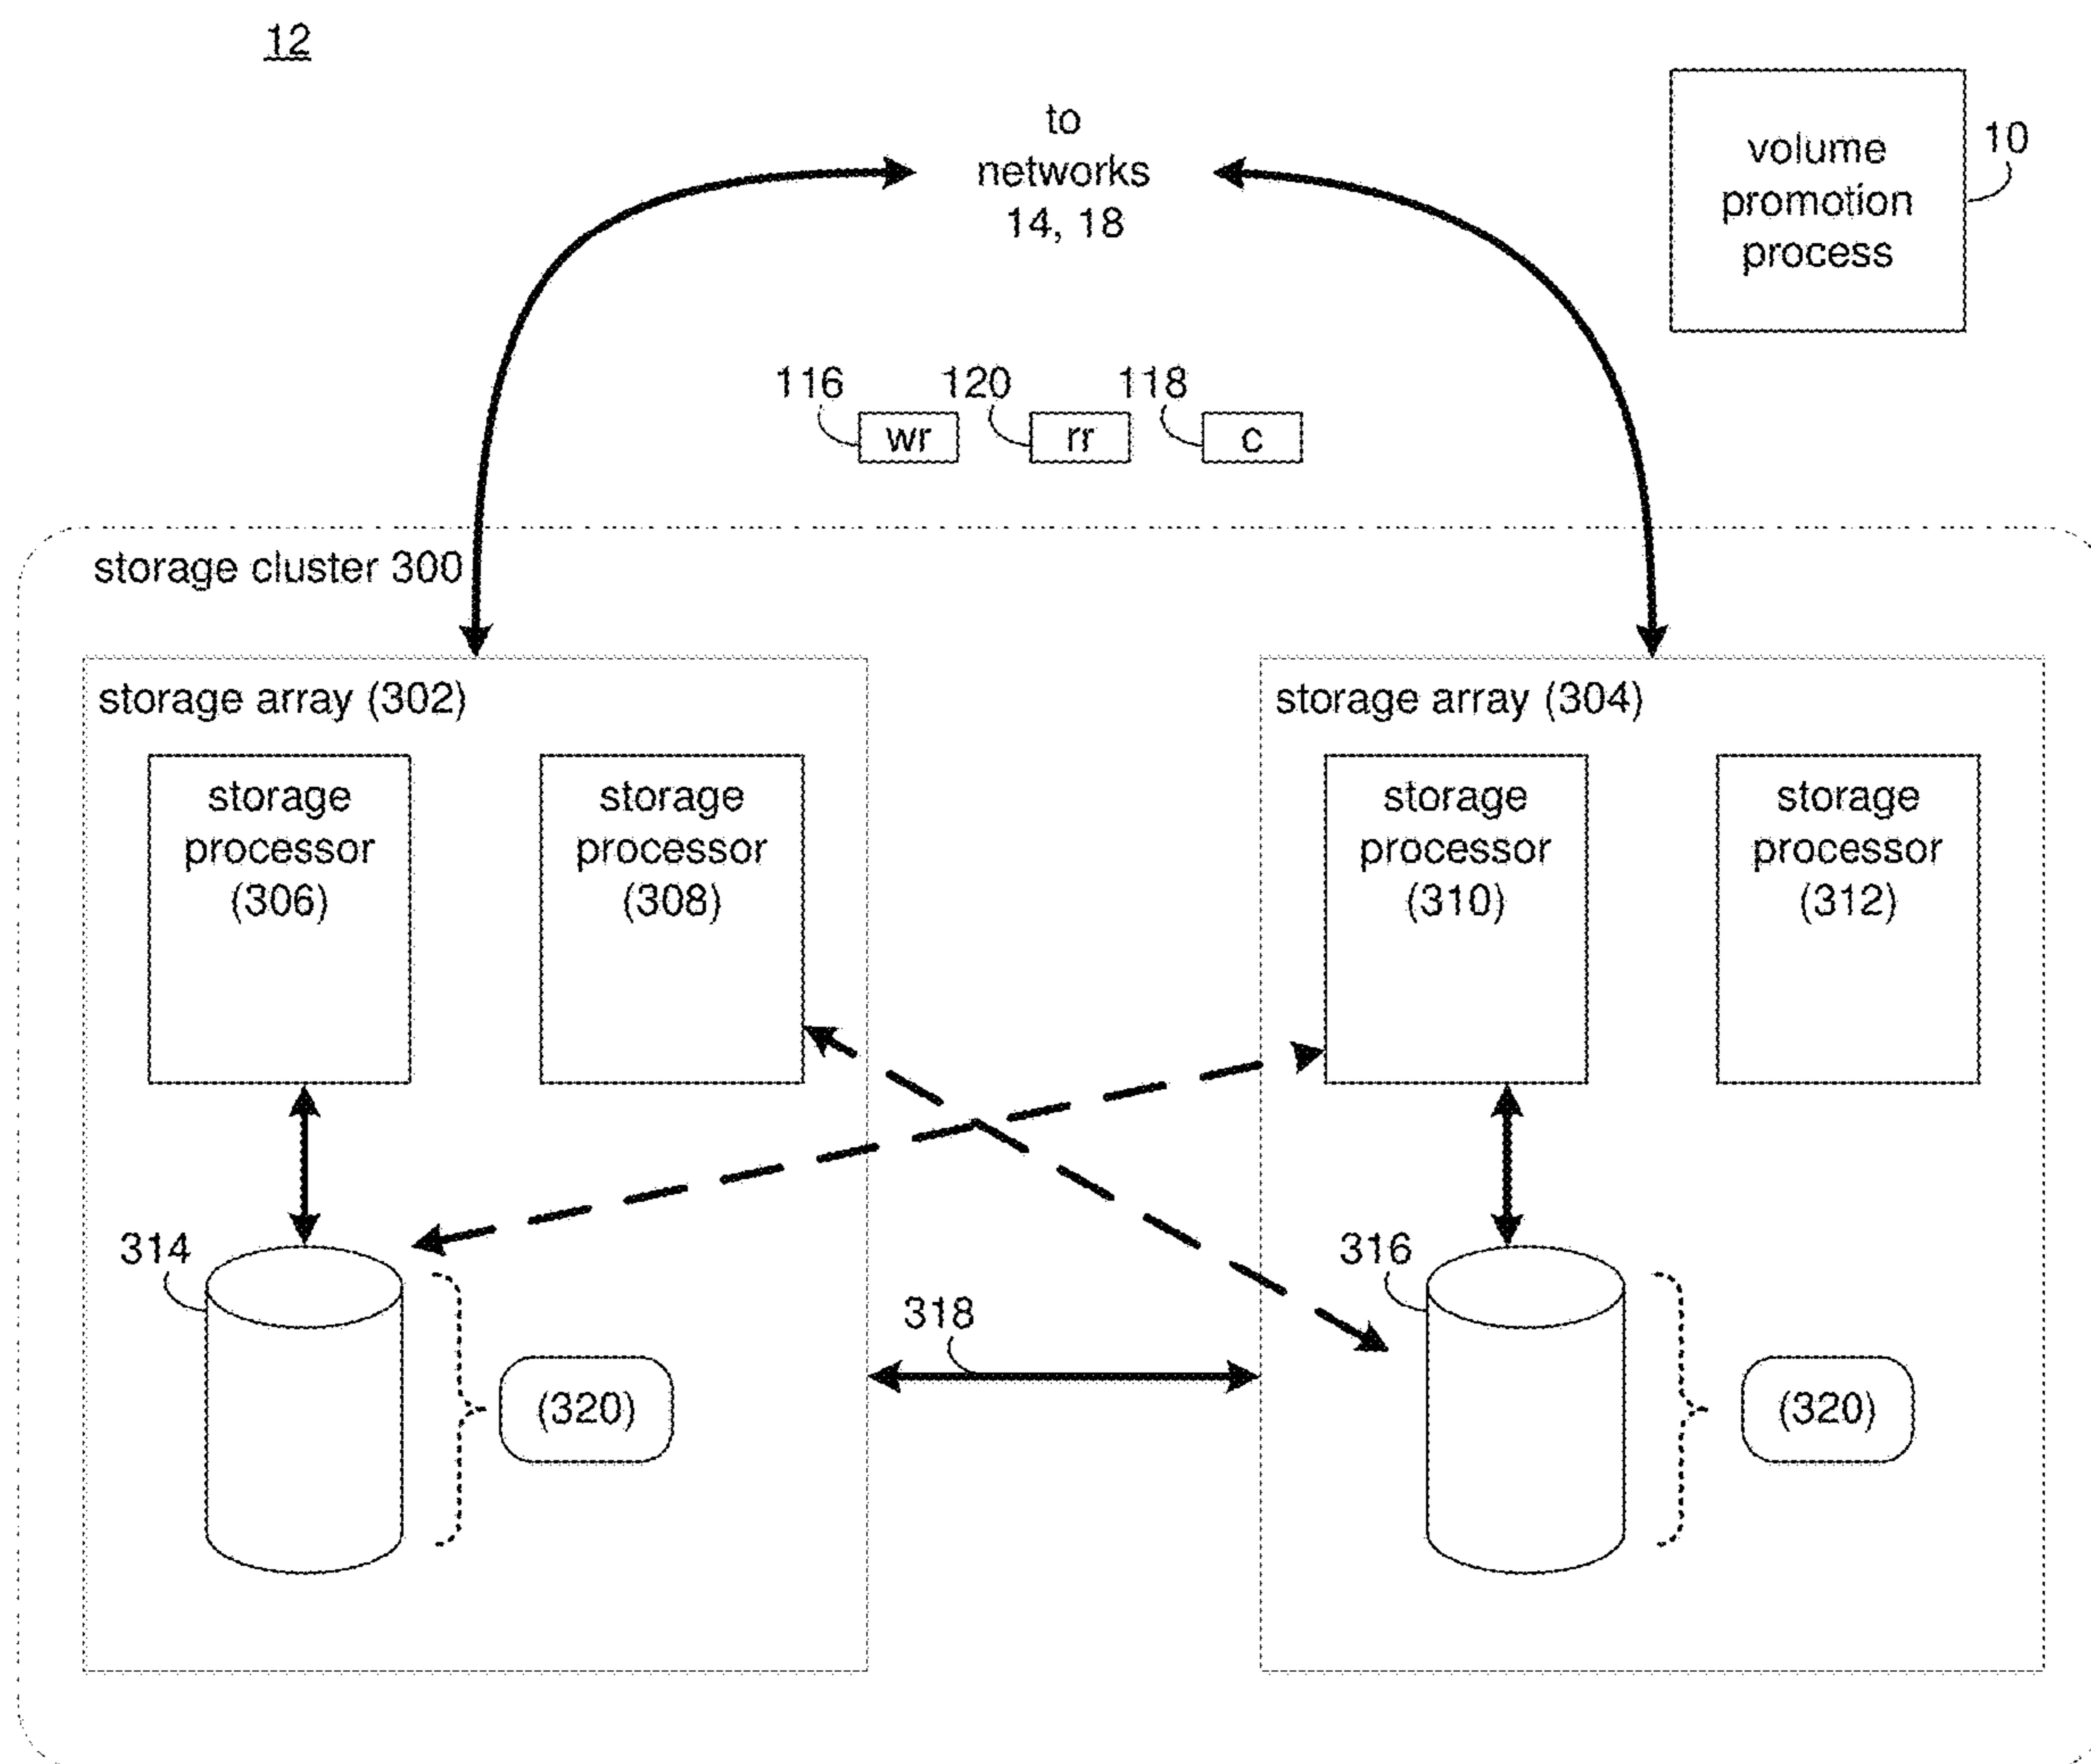 12
to
networks
14, 18
volume
promotion
process
10
116
120
118
wr
rr
c
storage cluster 300
storage array (302)
storage
processor
(306)
storage
processor
(308)
storage array (304)
storage
processor
(310)
storage
processor
(312)
314
(320)
318
316
(320)